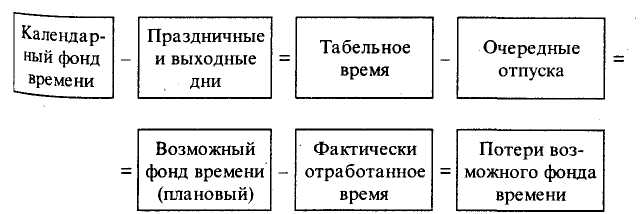 Календар-
ный фонд
времени
–
Праздничные
и выходные
дни
=
Табельное
время
–
Очередные
отпуска
=
=
Возможный
фонд времени
(плановый)
–
Фактически
отработанное
время
=
Потери воз-
можного фонда
времени